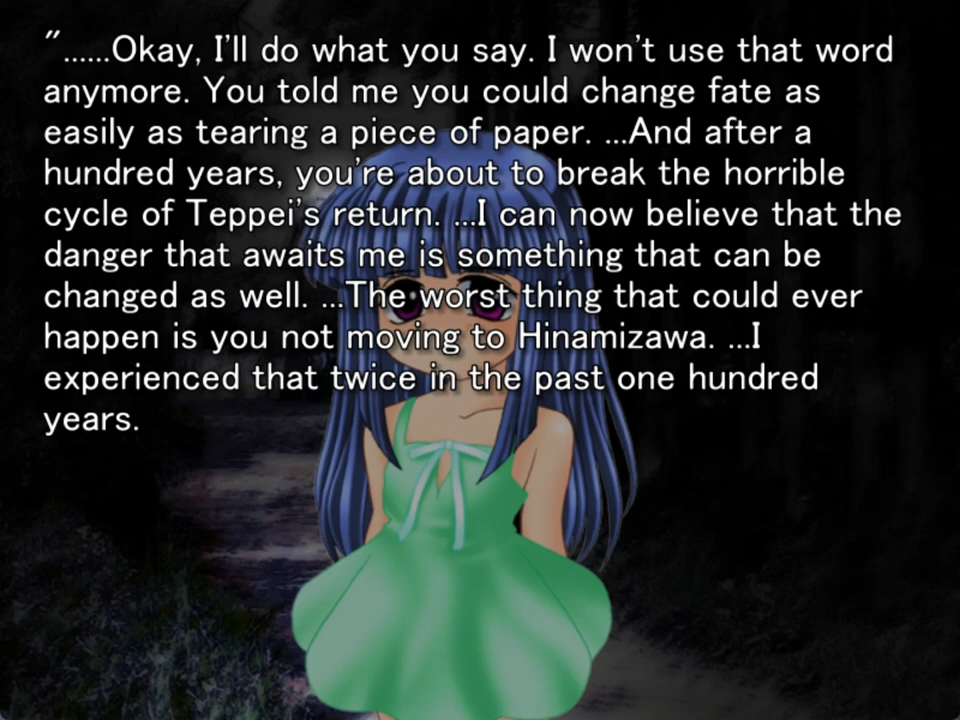 "......Okay, I'll do what you say. I won't use that word
anymore. You told me you could change fate as
easily as tearing a piece of paper. ...And after a
hundred years, you're about to break the horrible
cycle of Teppei's return. ...I can now believe that the
danger that awaits me is something that can be
changed as well. ...The worst thing that could ever
happen is you not moving to Hinamizawa. ...I
experienced that twice in the past one hundred
years.